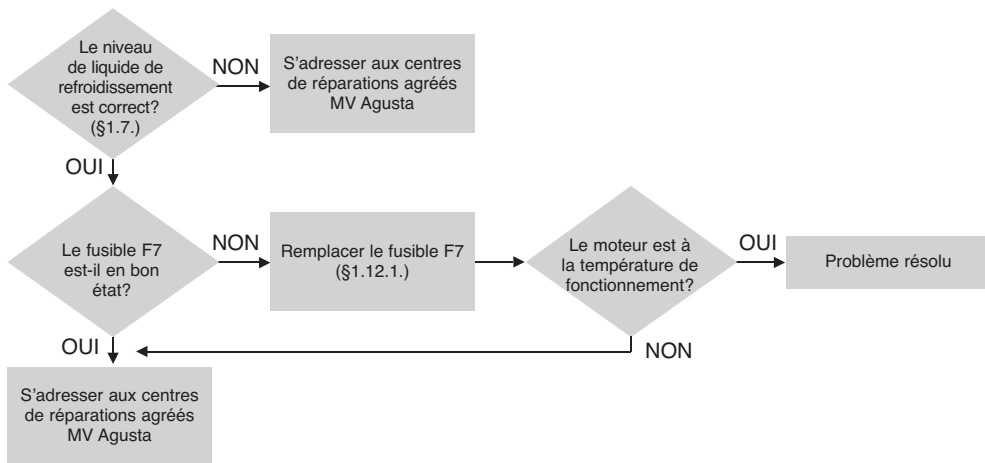 Le niveau
de liquide de
refroidissement
est correct?
(§1.7.)
NON
S'adresser aux centres
de réparations agréés
MV Agusta
OUI
Le fusible F7
est-il en bon
état?
NON
Remplacer le fusible F7
(§1.12.1.)
Le moteur est à
la température de
fonctionnement?
OUI
Problème résolu
OUI
NON
S'adresser aux centres
de réparations agréés
MV Agusta